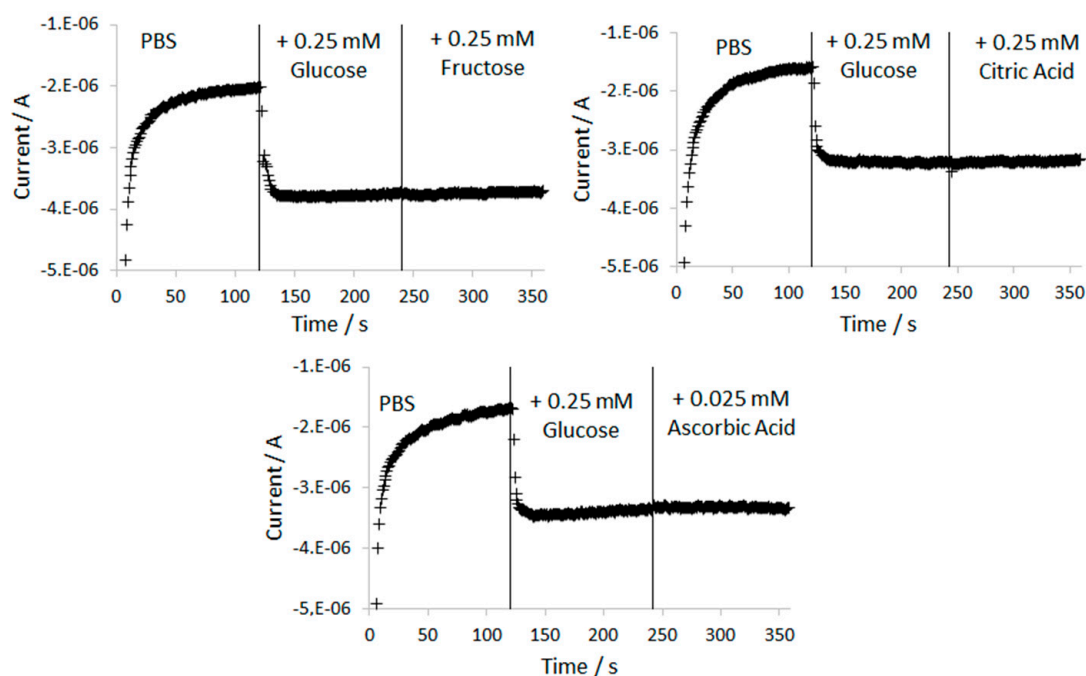 -1.E-06
-2.E-06
-3.E-06
-4.E-06
-5.E-06
Current / A
PBS
+ 0.25 mM
Glucose
+ 0.25 mM
Fructose
0 50 100 150 200 250 300 350
Time / s
-1.E-06
-2.E-06
-3.E-06
-4.E-06
-5.E-06
Current / A
PBS
+ 0.25 mM
Glucose
+ 0.25 mM
Citric Acid
0 50 100 150 200 250 300 350
Time / s
-1.E-06
-2.E-06
-3.E-06
-4.E-06
-5,E-06
Current / A
PBS
+ 0.25 mM
Glucose
+ 0.025 mM
Ascorbic Acid
0 50 100 150 200 250 300 350
Time / s